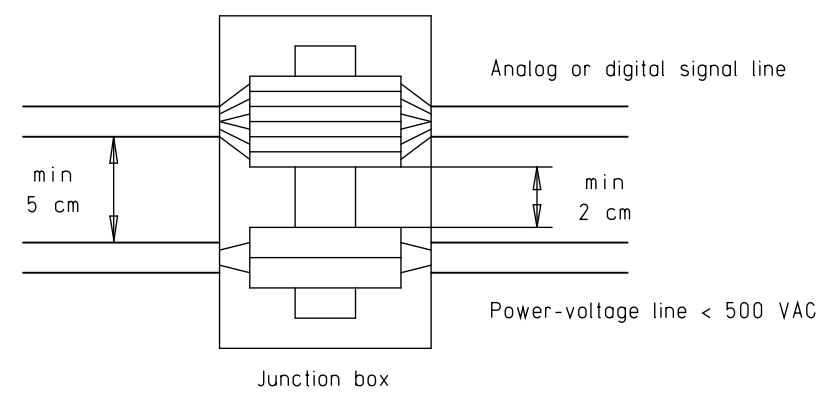 Analog or digital signal line
min
5 cm
min
2 cm
Power-voltage line < 500 VAC
Junction box